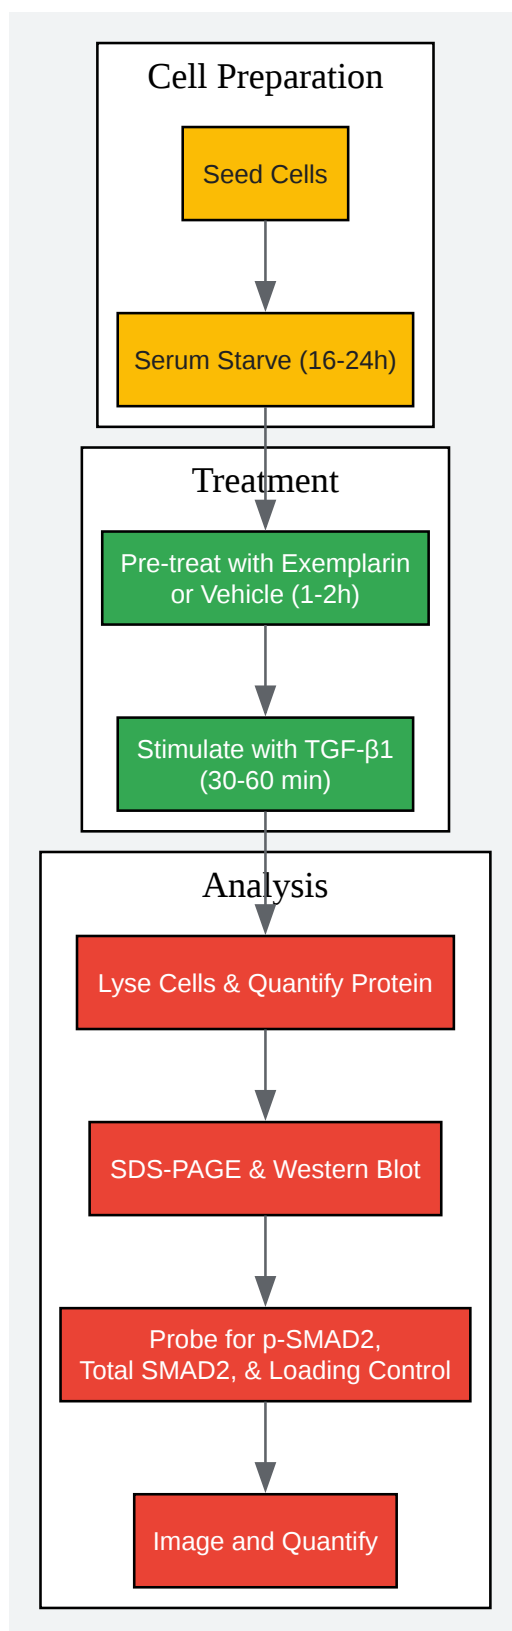 Cell Preparation
Seed Cells
Serum Starve (16-24h)
Treatment
Pre-treat with Exemplarin
or Vehicle (1-2h)
Stimulate with TGF-β1
(30-60 min)
Analysis
Lyse Cells & Quantify Protein
SDS-PAGE & Western Blot
Probe for p-SMAD2,
Total SMAD2, & Loading Control
Image and Quantify